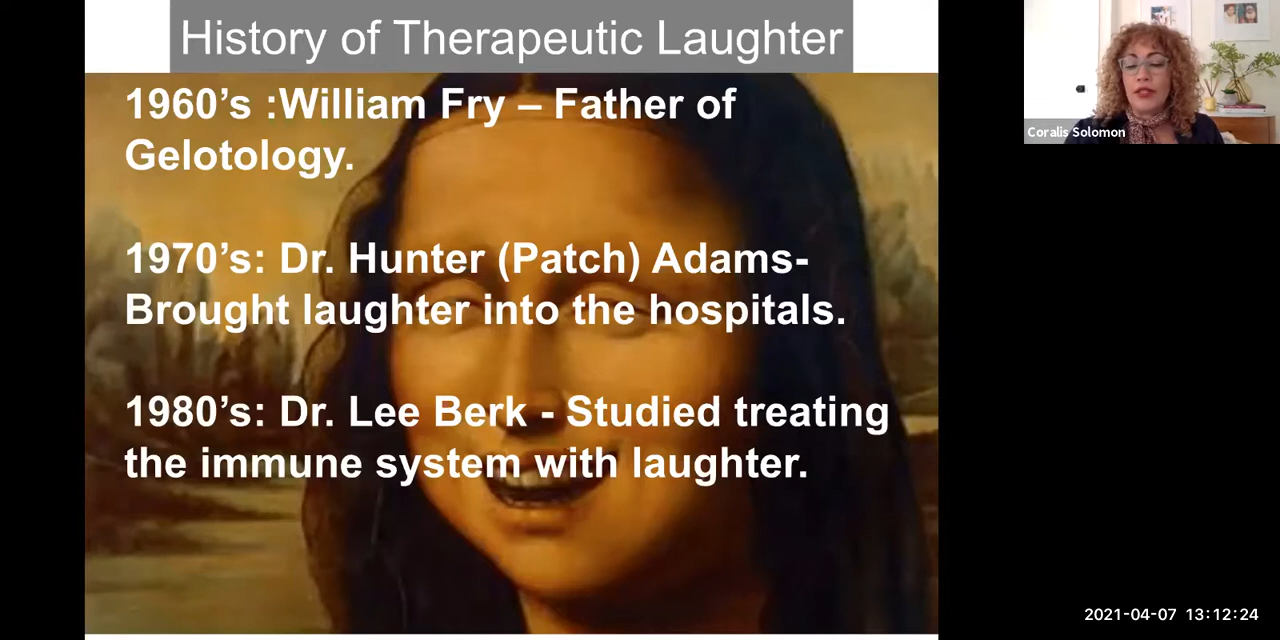 History of Therapeutic Laughter
1960’s :William Fry – Father of
Gelotology.
1970’s: Dr. Hunter (Patch) Adams-
Brought laughter into the hospitals.
1980’s: Dr. Lee Berk - Studied treating
the immune system with laughter.
Coralis Solomon
2021-04-07 13:12:24